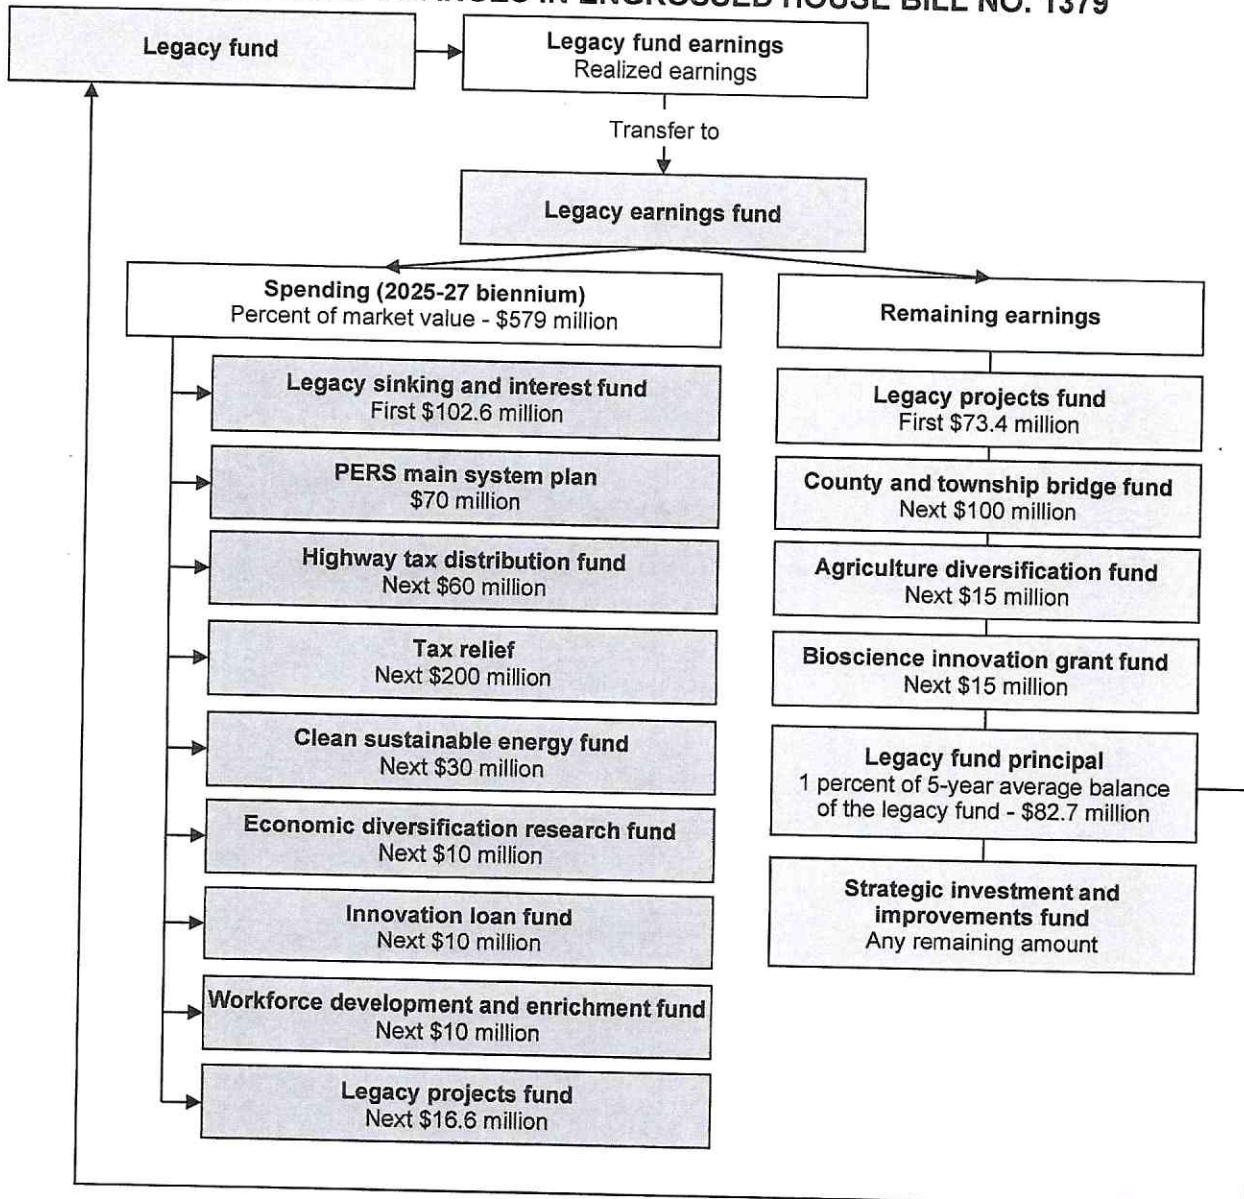 IN ENGROSSED HOUSE BILL NO. 1379
Legacy fund
Legacy fund earnings
Realized earnings
Transfer to
Legacy earnings fund
Spending (2025-27 biennium)
Percent of market value - $579 million
Legacy sinking and interest fund
First $102.6 million
PERS main system plan
$70 million
Highway tax distribution fund
Next $60 million
Tax relief
Next $200 million
Clean sustainable energy fund
Next $30 million
Economic diversification research fund
Next $10 million
Innovation loan fund
Next $10 million
Workforce development and enrichment fund
Next $10 million
Legacy projects fund
Next $16.6 million
Remaining earnings
Legacy projects fund
First $73.4 million
County and township bridge fund
Next $100 million
Agriculture diversification fund
Next $15 million
Bioscience innovation grant fund
Next $15 million
Legacy fund principal
1 percent of 5-year average balance
of the legacy fund - $82.7 million
Strategic investment and
improvements fund
Any remaining amount